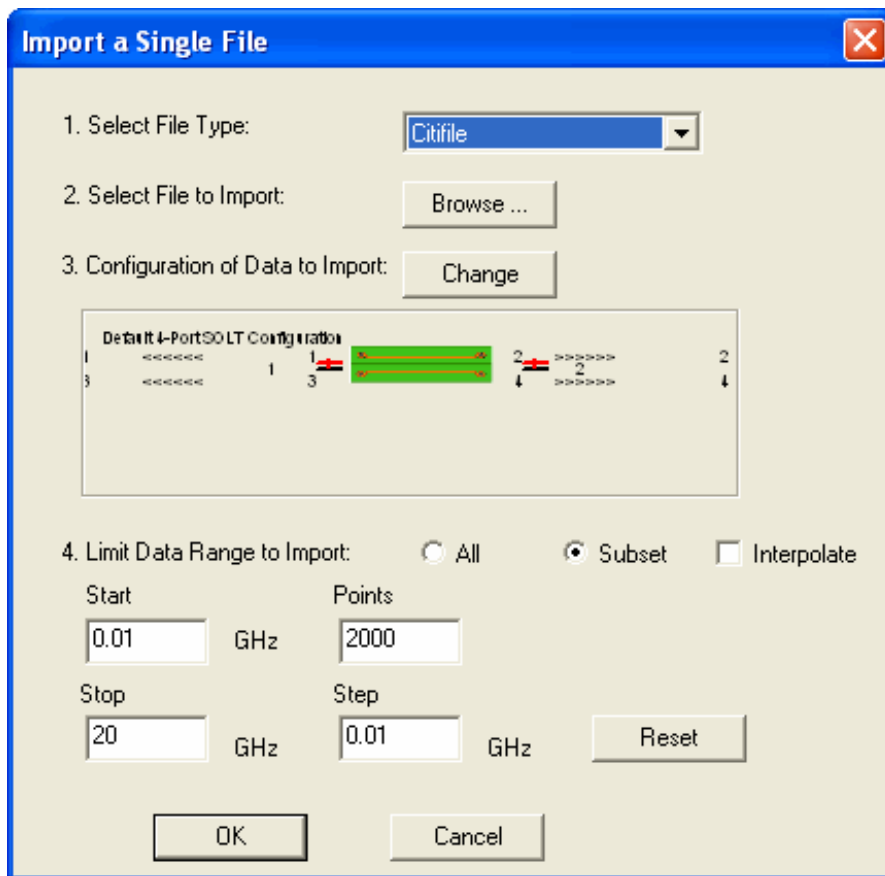 Import a Single File
1. Select File Type:
Citifile
2. Select File to Import:
Browse ...
3. Configuration of Data to Import:
Change
Default 4-Port SOLT Configuration
1 <<<<<< 1 1 2 >>>>>> 2 2
3 <<<<<< 3 4 >>>>>> 4
4. Limit Data Range to Import:
All
Subset
Interpolate
Start
Points
0.01
GHz
2000
Stop
Step
20
GHz
0.01
GHz
Reset
OK
Cancel